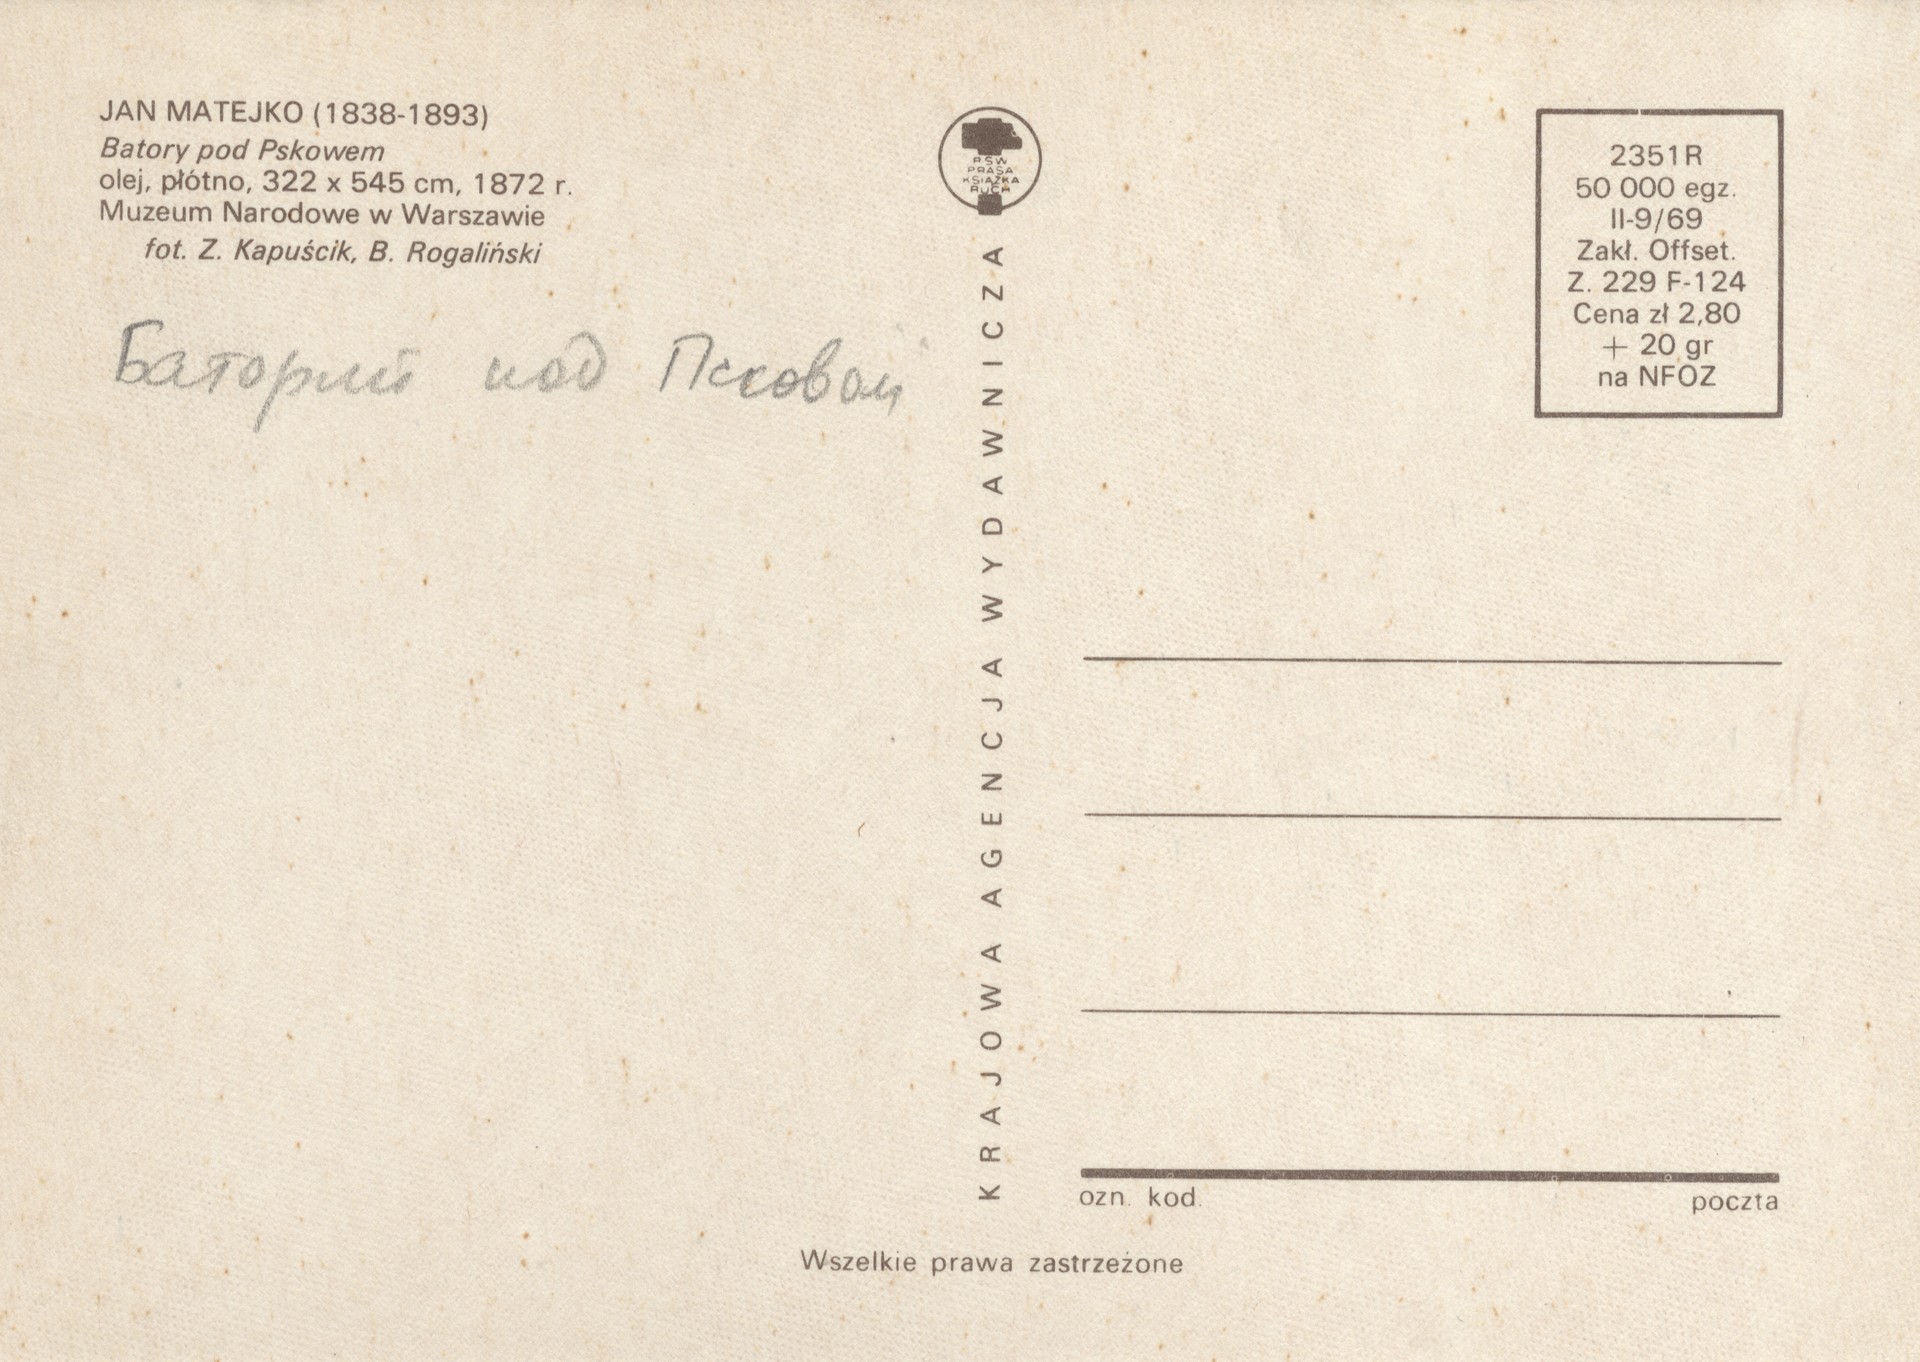 JAN MATEJKO (1838-1893)
Batory pod Pskowem
olej, płótno, 322 x 545 cm, 1872 r.
Muzeum Narodowe w Warszawie
fot. Z. Kapuścik, B. Rogaliński
Баторий под Псковом
RSW
PRASA
KSIĄŻKA
RUCH
KRAJOWA AGENCJA WYDAWNICZA
2351R
50 000 egz.
II-9/69
Zakł. Offset.
Z. 229 F-124
Cena zł 2,80
+ 20 gr
na NFOZ
ozn. kod.
poczta
Wszelkie prawa zastrzeżone